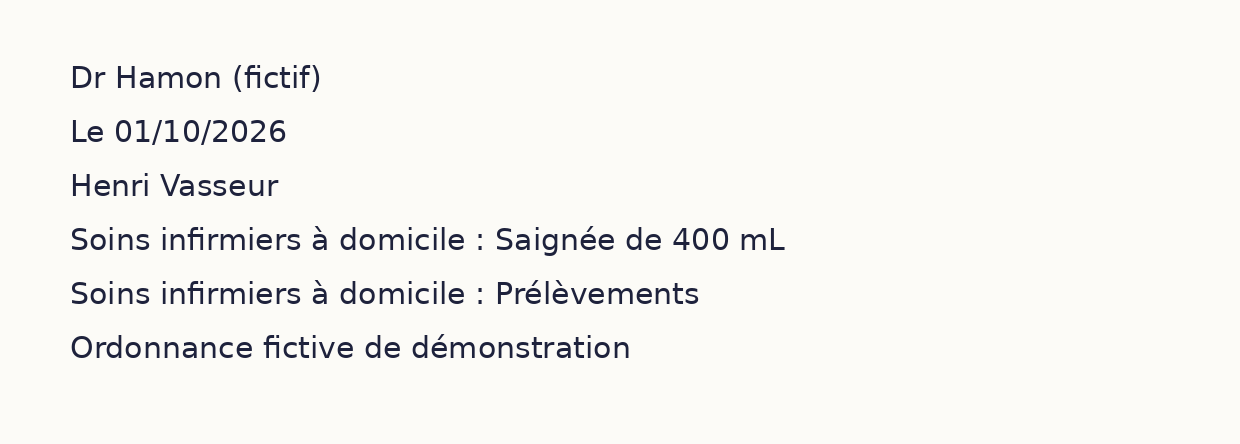 Dr Hamon (fictif)
Le 01/10/2026
Henri Vasseur
Soins infirmiers à domicile : Saignée de 400 mL
Soins infirmiers à domicile : Prélèvements
Ordonnance fictive de démonstration